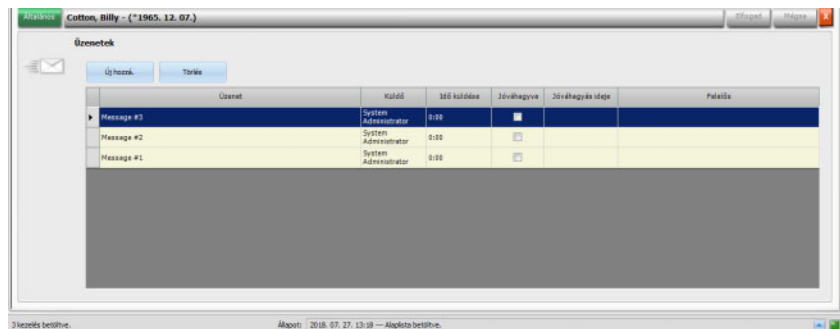 Általános Cotton, Billy - (*1965. 12. 07.) Elfogad Mégse X
Üzenetek
Új hozzá. Törlés
Üzenet Küldő Idő küldése Jóváhagyva Jóváhagyás ideje Felelős
Message #3 System Administrator 0:00
Message #2 System Administrator 0:00
Message #1 System Administrator 0:00
3 kezelés betöltve. Állapot: 2018. 07. 27. 13:18 — Alaplista betöltve.